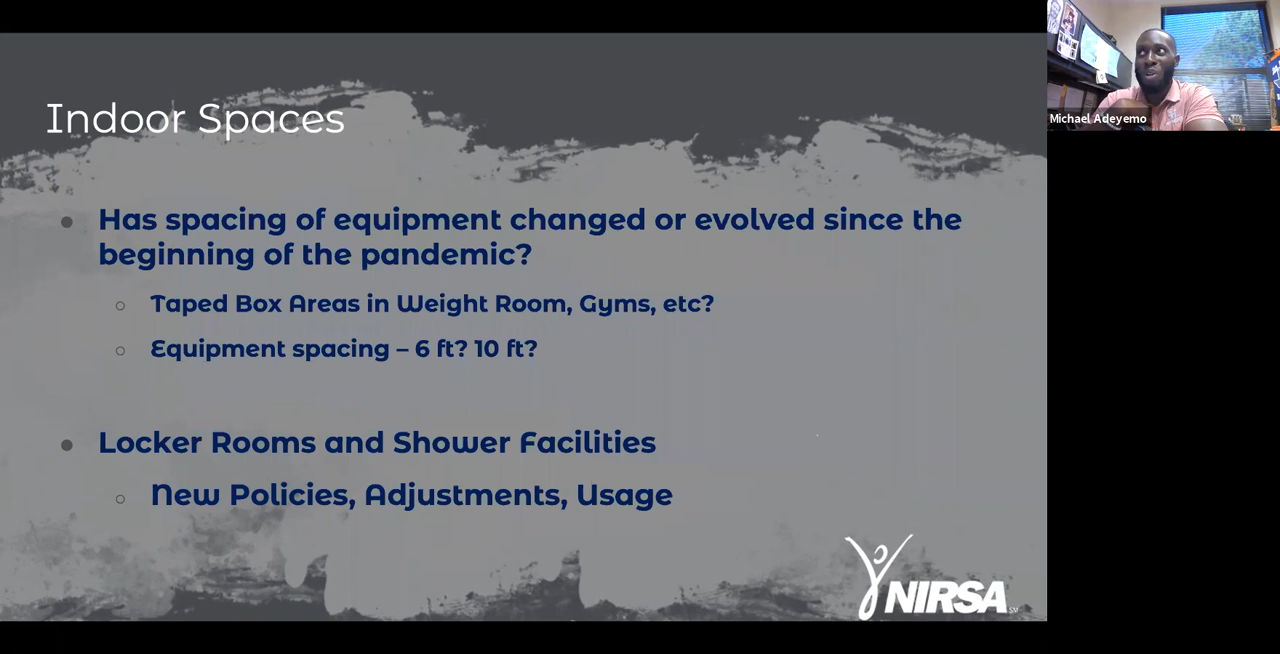 Indoor Spaces
Has spacing of equipment changed or evolved since the
beginning of the pandemic?
Taped Box Areas in Weight Room, Gyms, etc?
Equipment spacing – 6 ft? 10 ft?
Locker Rooms and Shower Facilities
New Policies, Adjustments, Usage
NIRSA
SM
Michael Adeyemo